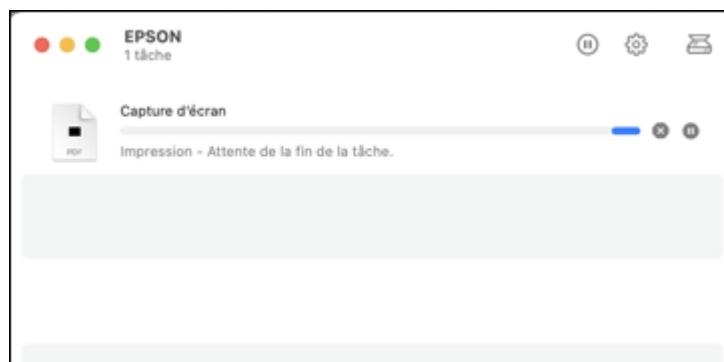 EPSON
1 tâche
Capture d'écran
PDF
Impression - Attente de la fin de la tâche.